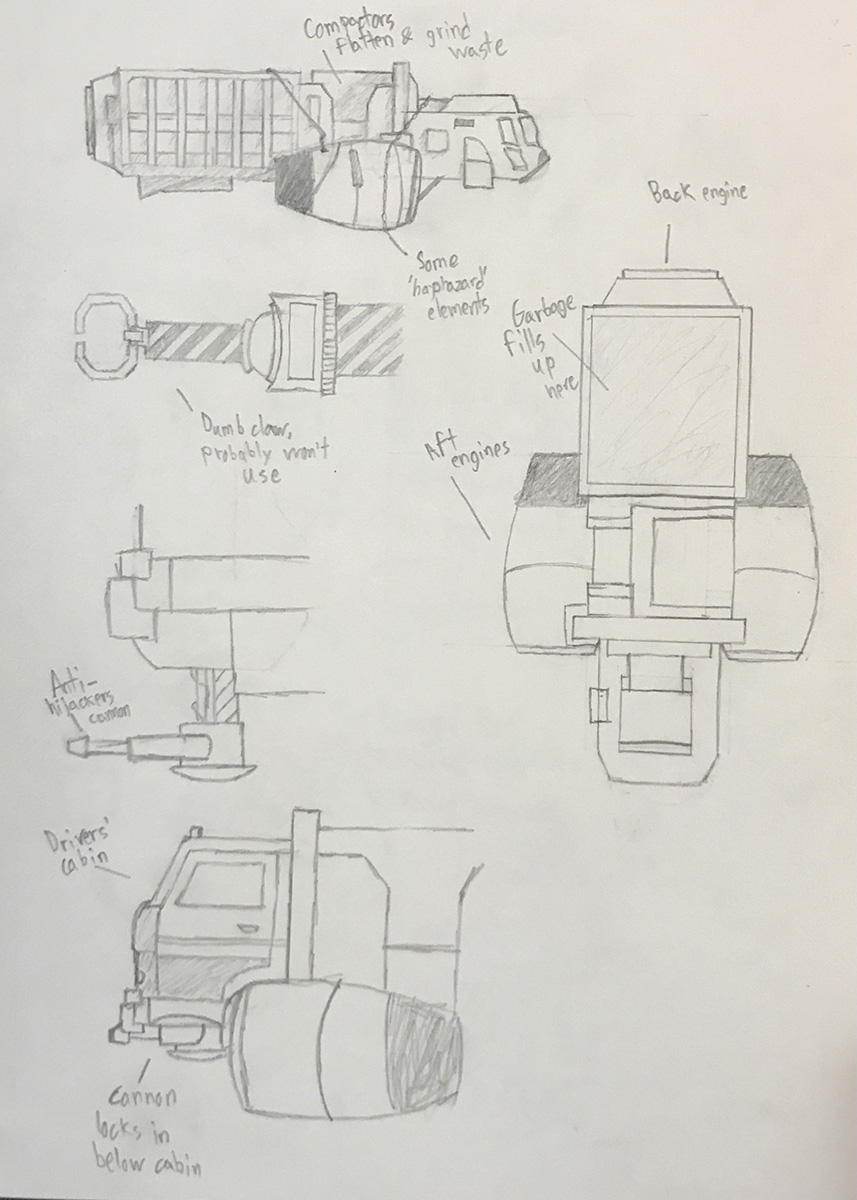 Compactors
flatten & grind
waste
Back engine
Some
'haphazard'
elements
Garbage
fills
up
here
Dumb claw,
probably won't
use
Aft
engines
Anti-
hijackers
cannon
Drivers'
cabin
Cannon
locks in
below cabin